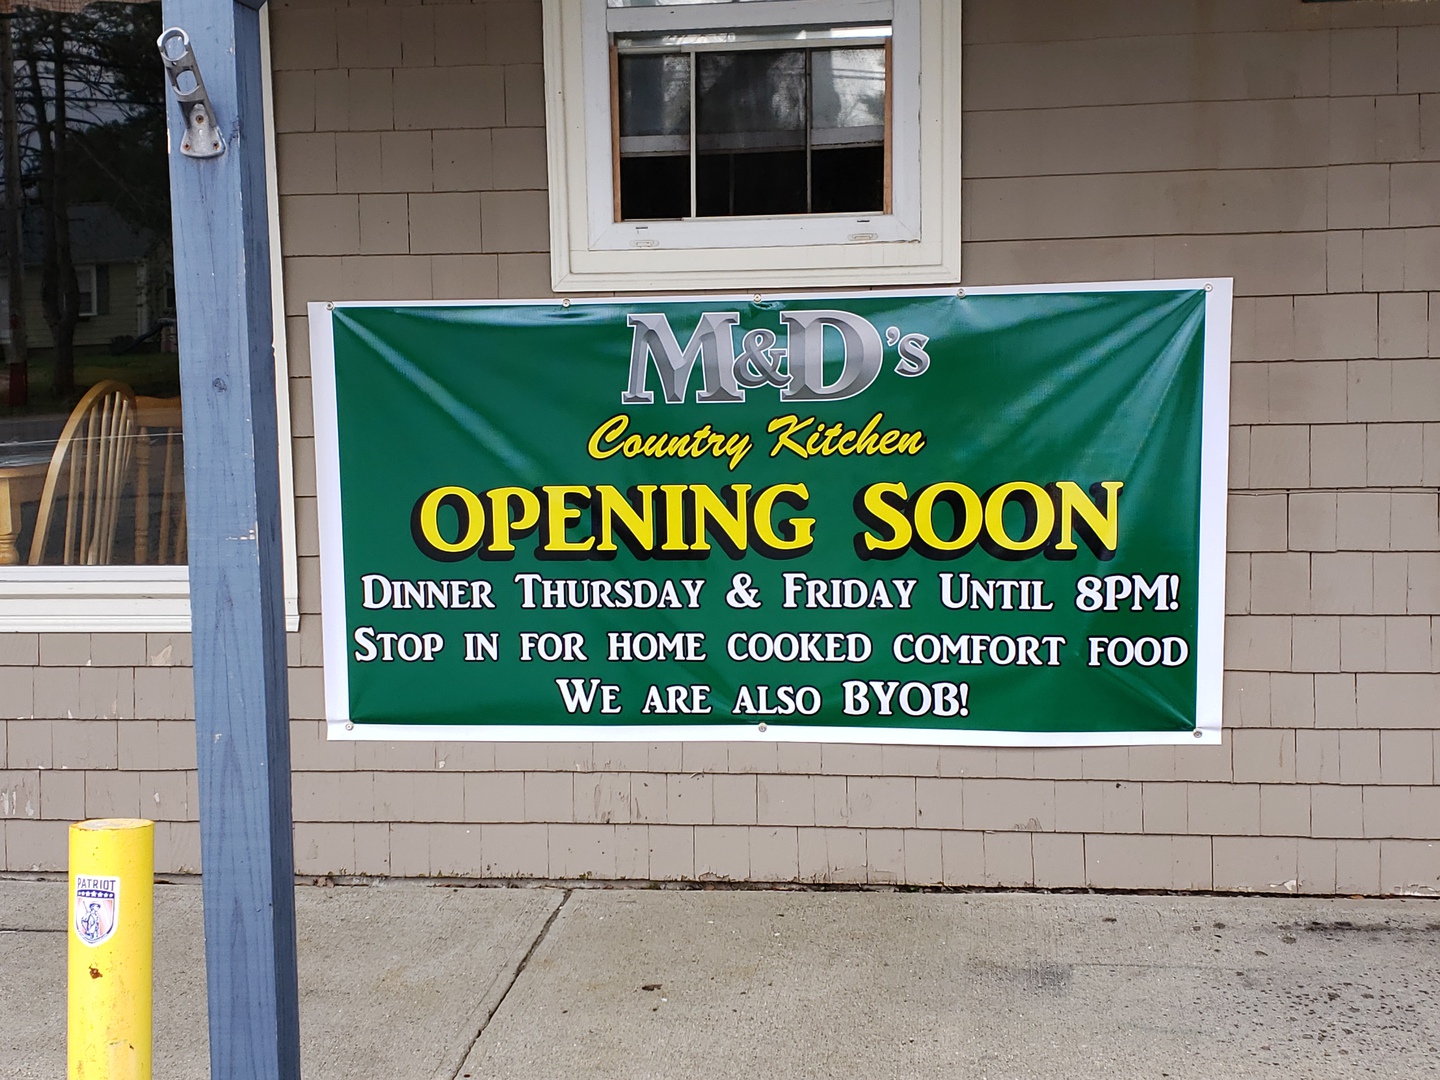 M&D's
Country Kitchen
OPENING SOON
DINNER THURSDAY & FRIDAY UNTIL 8PM!
STOP IN FOR HOME COOKED COMFORT FOOD
WE ARE ALSO BYOB!
PATRIOT